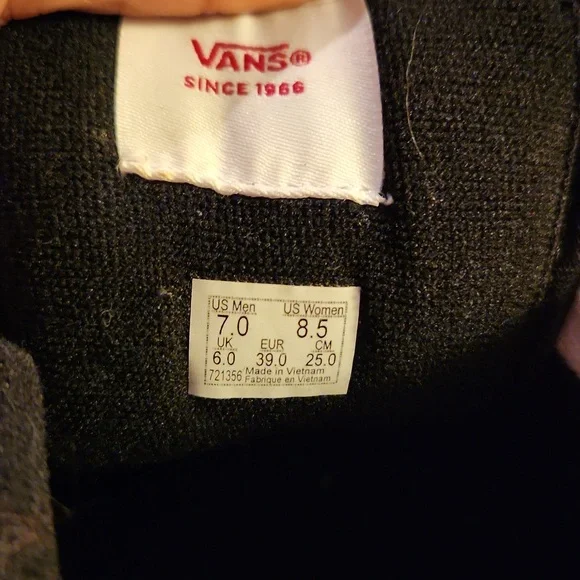 VANS®
SINCE 1966
US Men US Women
7.0 8.5
UK EUR CM
6.0 39.0 25.0
721356 Made in Vietnam
Fabrique en Vietnam